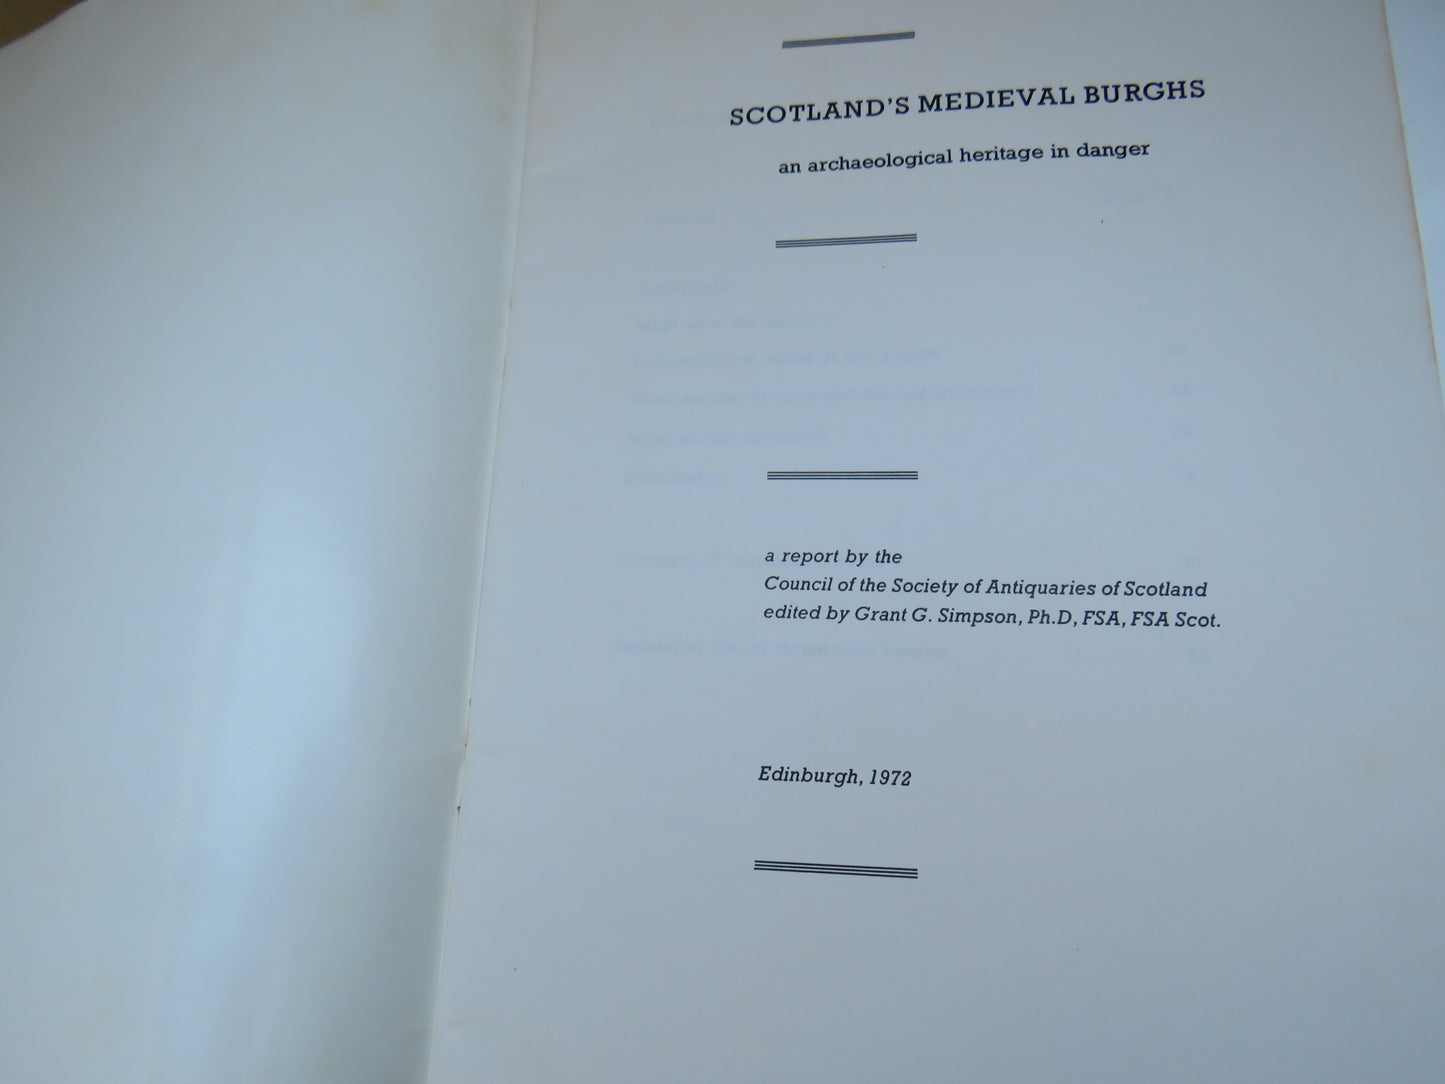 SCOTLAND'S MEDIEVAL BURGHS
an archaeological heritage in danger
a report by the
Council of the Society of Antiquaries of Scotland
edited by Grant G. Simpson, Ph.D, FSA, FSA Scot.
Edinburgh, 1972